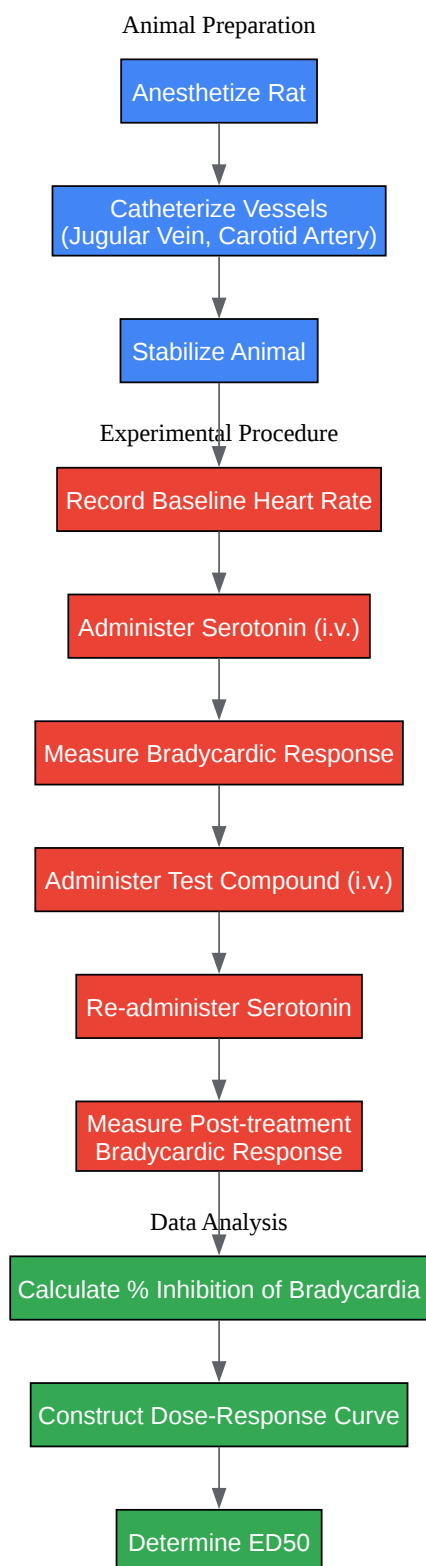 Animal Preparation
Anesthetize Rat
Catheterize Vessels
(Jugular Vein, Carotid Artery)
Stabilize Animal
Experimental Procedure
Record Baseline Heart Rate
Administer Serotonin (i.v.)
Measure Bradycardic Response
Administer Test Compound (i.v.)
Re-administer Serotonin
Measure Post-treatment
Bradycardic Response
Data Analysis
Calculate % Inhibition of Bradycardia
Construct Dose-Response Curve
Determine ED50